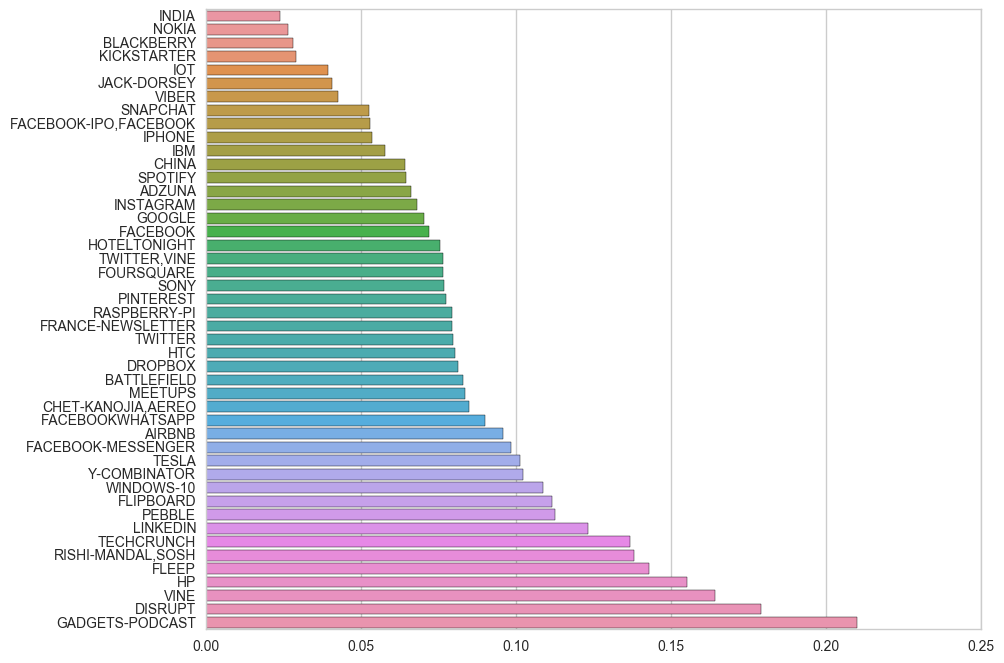 INDIA
NOKIA
BLACKBERRY
KICKSTARTER
IOT
JACK-DORSEY
VIBER
SNAPCHAT
FACEBOOK-IPO,FACEBOOK
IPHONE
IBM
CHINA
SPOTIFY
ADZUNA
INSTAGRAM
GOOGLE
FACEBOOK
HOTELTONIGHT
TWITTER,VINE
FOURSQUARE
SONY
PINTEREST
RASPBERRY-PI
FRANCE-NEWSLETTER
TWITTER
HTC
DROPBOX
BATTLEFIELD
MEETUPS
CHET-KANOJIA,AEREO
FACEBOOKWHATSAPP
AIRBNB
FACEBOOK-MESSENGER
TESLA
Y-COMBINATOR
WINDOWS-10
FLIPBOARD
PEBBLE
LINKEDIN
TECHCRUNCH
RISHI-MANDAL,SOSH
FLEEP
HP
VINE
DISRUPT
GADGETS-PODCAST
0.00 0.05 0.10 0.15 0.20 0.25